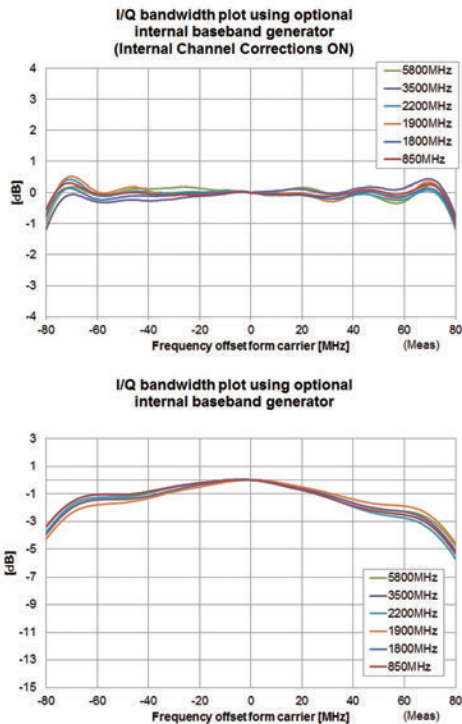 I/Q bandwidth plot using optional
internal baseband generator
(Internal Channel Corrections ON)
4
3
2
1
0
-1
-2
-3
-4
[dB]
5800MHz
3500MHz
2200MHz
1900MHz
1800MHz
850MHz
-80 -60 -40 -20 0 20 40 60 80
Frequency offset form carrier [MHz] (Meas)
I/Q bandwidth plot using optional
internal baseband generator
3
1
-1
-3
-5
-7
-9
-11
-13
-15
[dB]
5800MHz
3500MHz
2200MHz
1900MHz
1800MHz
850MHz
-80 -60 -40 -20 0 20 40 60 80
Frequency offset form carrier [MHz] (Meas)